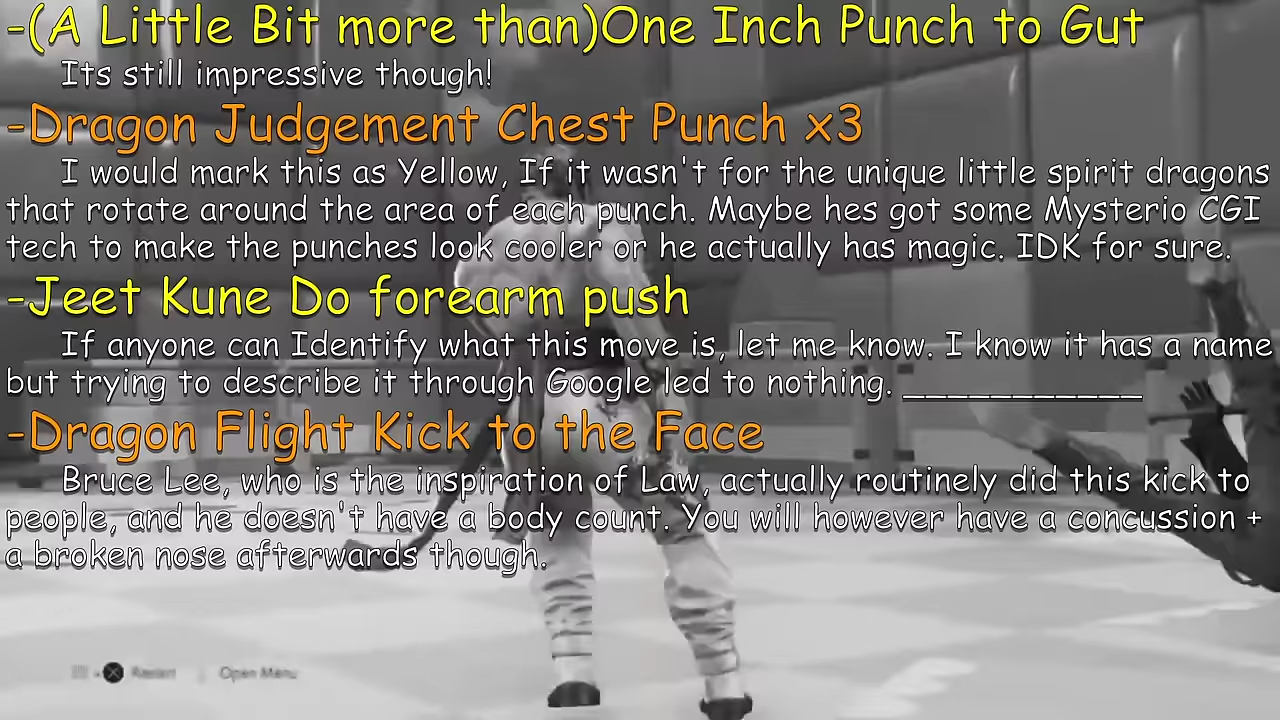 -(A Little Bit more than)One Inch Punch to Gut
Its still impressive though!
-Dragon Judgement Chest Punch x3
I would mark this as Yellow, If it wasn't for the unique little spirit dragons
that rotate around the area of each punch. Maybe hes got some Mysterio CGI
tech to make the punches look cooler or he actually has magic. IDK for sure.
-Jeet Kune Do forearm push
If anyone can Identify what this move is, let me know. I know it has a name
but trying to describe it through Google led to nothing. ___________
-Dragon Flight Kick to the Face
Bruce Lee, who is the inspiration of Law, actually routinely did this kick to
people, and he doesn't have a body count. You will however have a concussion +
a broken nose afterwards though.
Restart | Open Menu